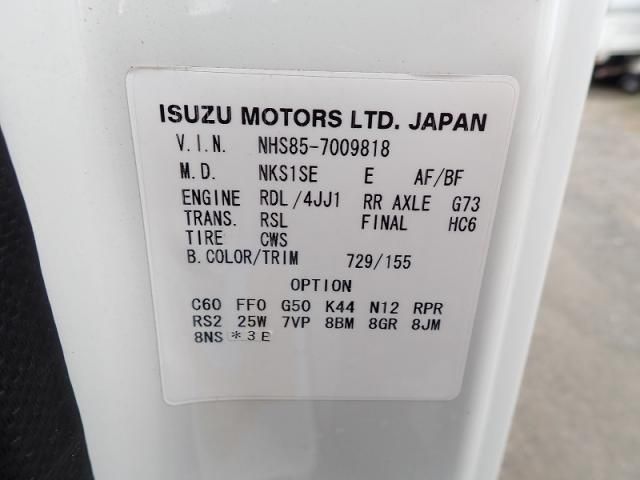 ISUZU MOTORS LTD. JAPAN
V.I.N. NHS85-7009818
M.D. NKS1SE E AF/BF
ENGINE RDL/4JJ1 RR AXLE G73
TRANS. RSL FINAL HC6
TIRE CWS
B.COLOR/TRIM 729/155
OPTION
C60 FF0 G50 K44 N12 RPR
RS2 25W 7VP 8BM 8GR 8JM
8NS *3E